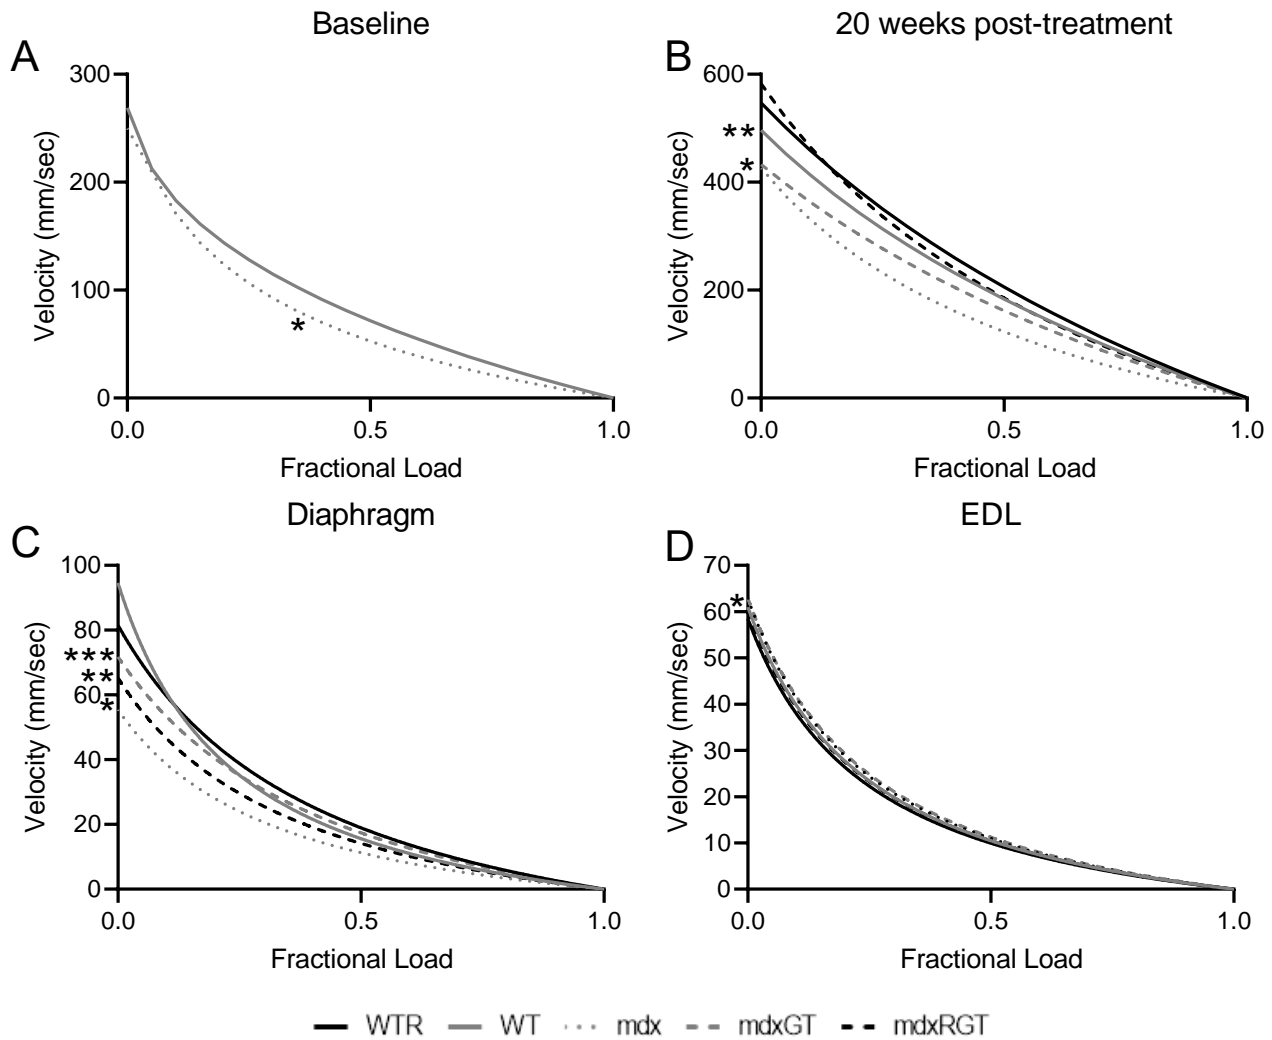 Baseline
20 weeks post-treatment
A
300
200
100
0
Velocity (mm/sec)
*
0.0
0.5
1.0
Fractional Load
B
600
400
200
0
Velocity (mm/sec)
**
*
0.0
0.5
1.0
Fractional Load
Diaphragm
EDL
C
100
80
60
40
20
0
Velocity (mm/sec)
***
**
*
0.0
0.5
1.0
Fractional Load
D
70
60
50
40
30
20
10
0
Velocity (mm/sec)
*
0.0
0.5
1.0
Fractional Load
WTR WT mdx mdxGT mdxRGT